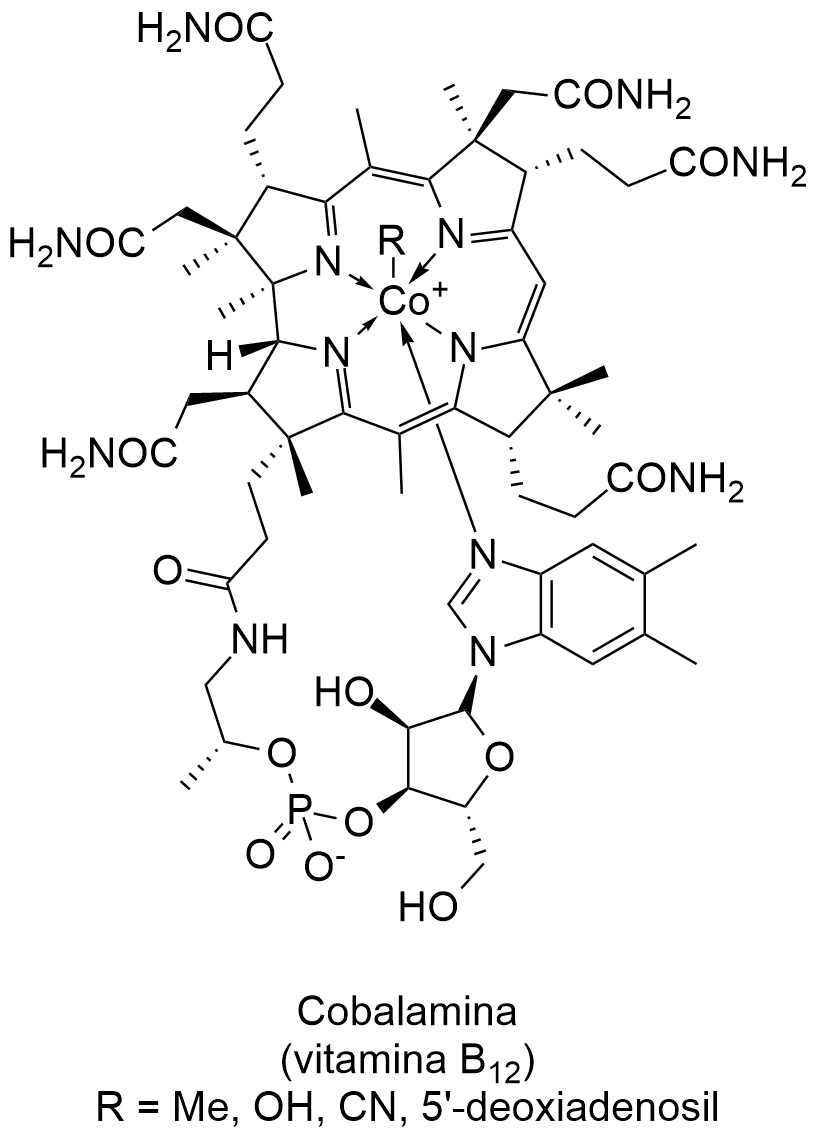 H₂NOC
CONH₂
CONH₂
H₂NOC
R
N
N
Co⁺
H
N
N
H₂NOC
CONH₂
N
O
NH
N
HO
O
O
P
O
O
O⁻
HO
Cobalamina
(vitamina B₁₂)
R = Me, OH, CN, 5'-deoxiadenosil